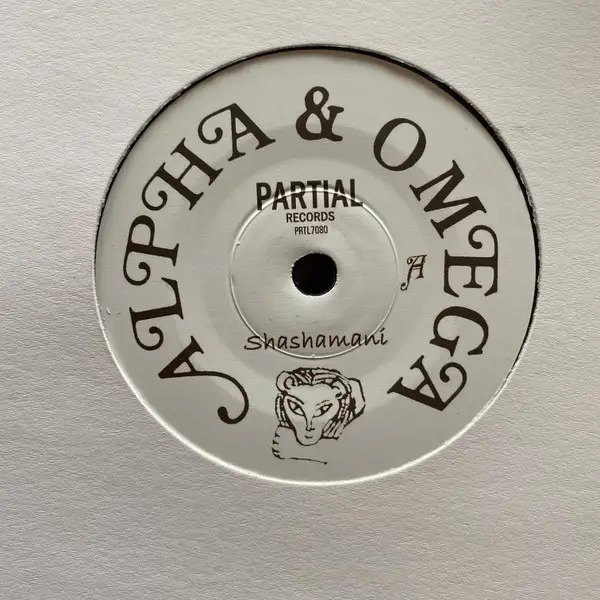 ALPHA & OMEGA
PARTIAL
RECORDS
PRTL7080
A
Shashamani